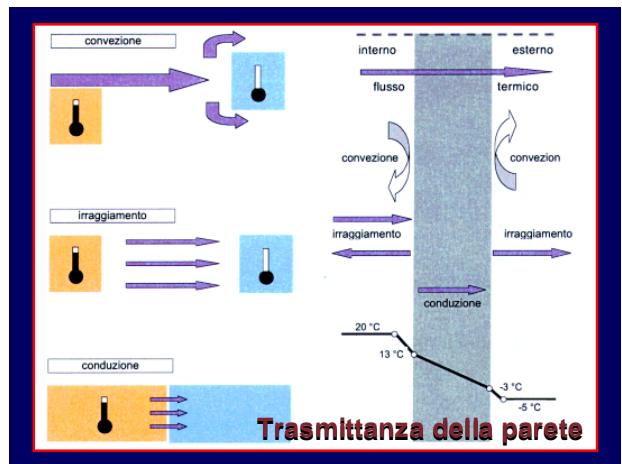 convezione
irraggiamento
conduzione
interno esterno
flusso termico
convezione convezion
irraggiamento irraggiamento
conduzione
20 °C
13 °C
-3 °C
-5 °C
Trasmittanza della parete